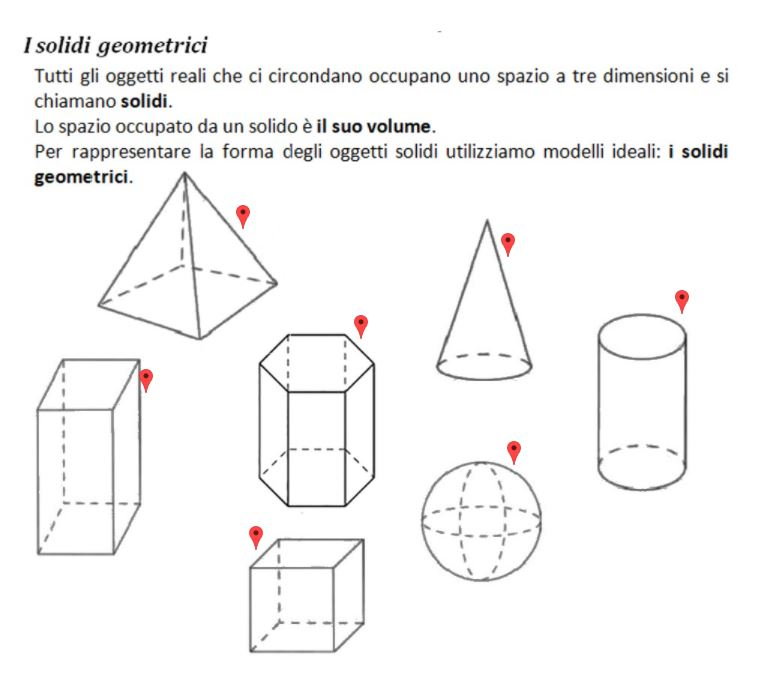 I solidi geometrici
Tutti gli oggetti reali che ci circondano occupano uno spazio a tre dimensioni e si
chiamano solidi.
Lo spazio occupato da un solido è il suo volume.
Per rappresentare la forma degli oggetti solidi utilizziamo modelli ideali: i solidi
geometrici.